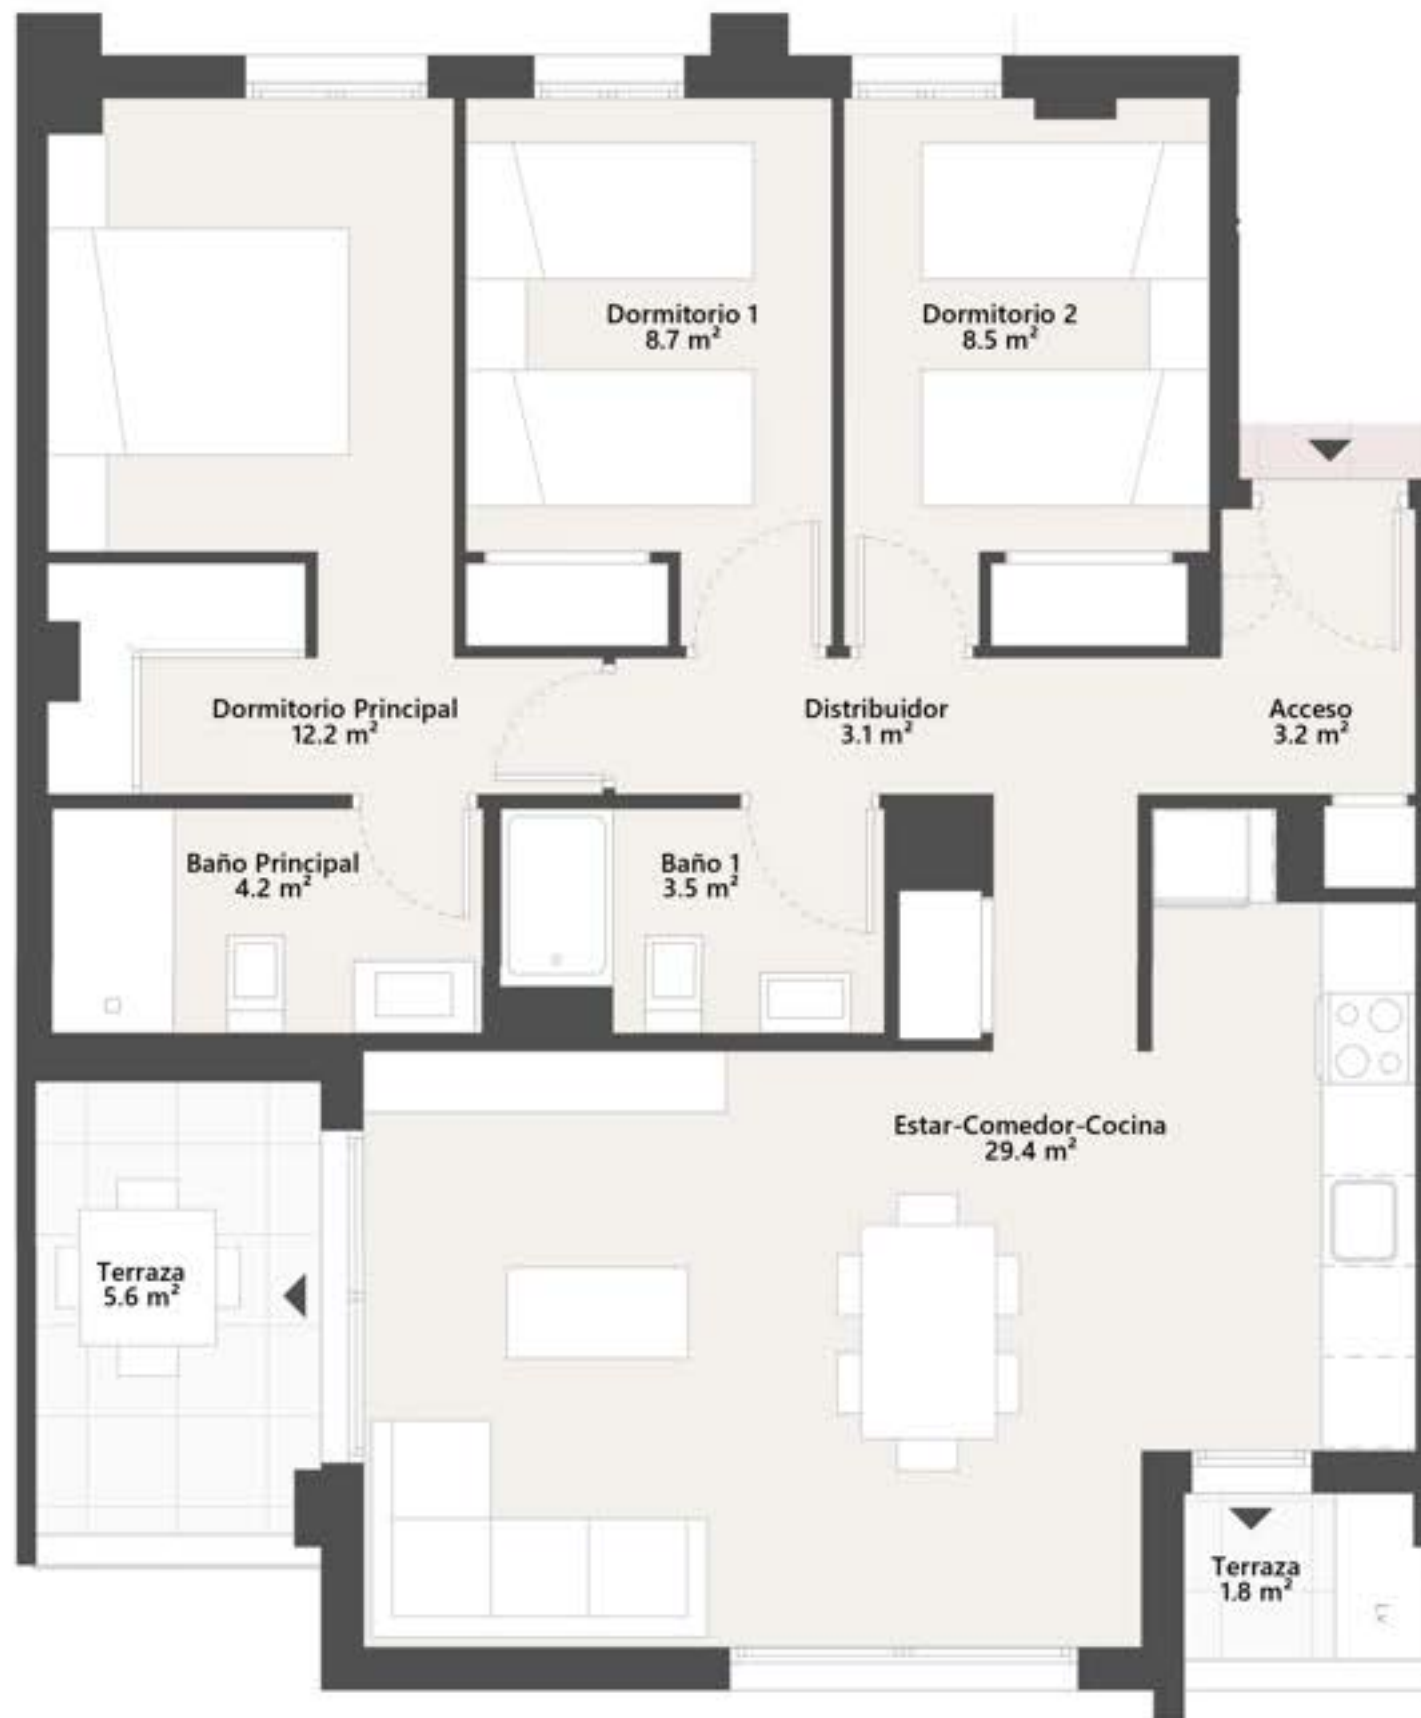 Dormitorio 1
8.7 m²
Dormitorio 2
8.5 m²
Dormitorio Principal
12.2 m²
Distribuidor
3.1 m²
Acceso
3.2 m²
Baño Principal
4.2 m²
Baño 1
3.5 m²
Estar-Comedor-Cocina
29.4 m²
Terraza
5.6 m²
Terraza
1.8 m²
LV